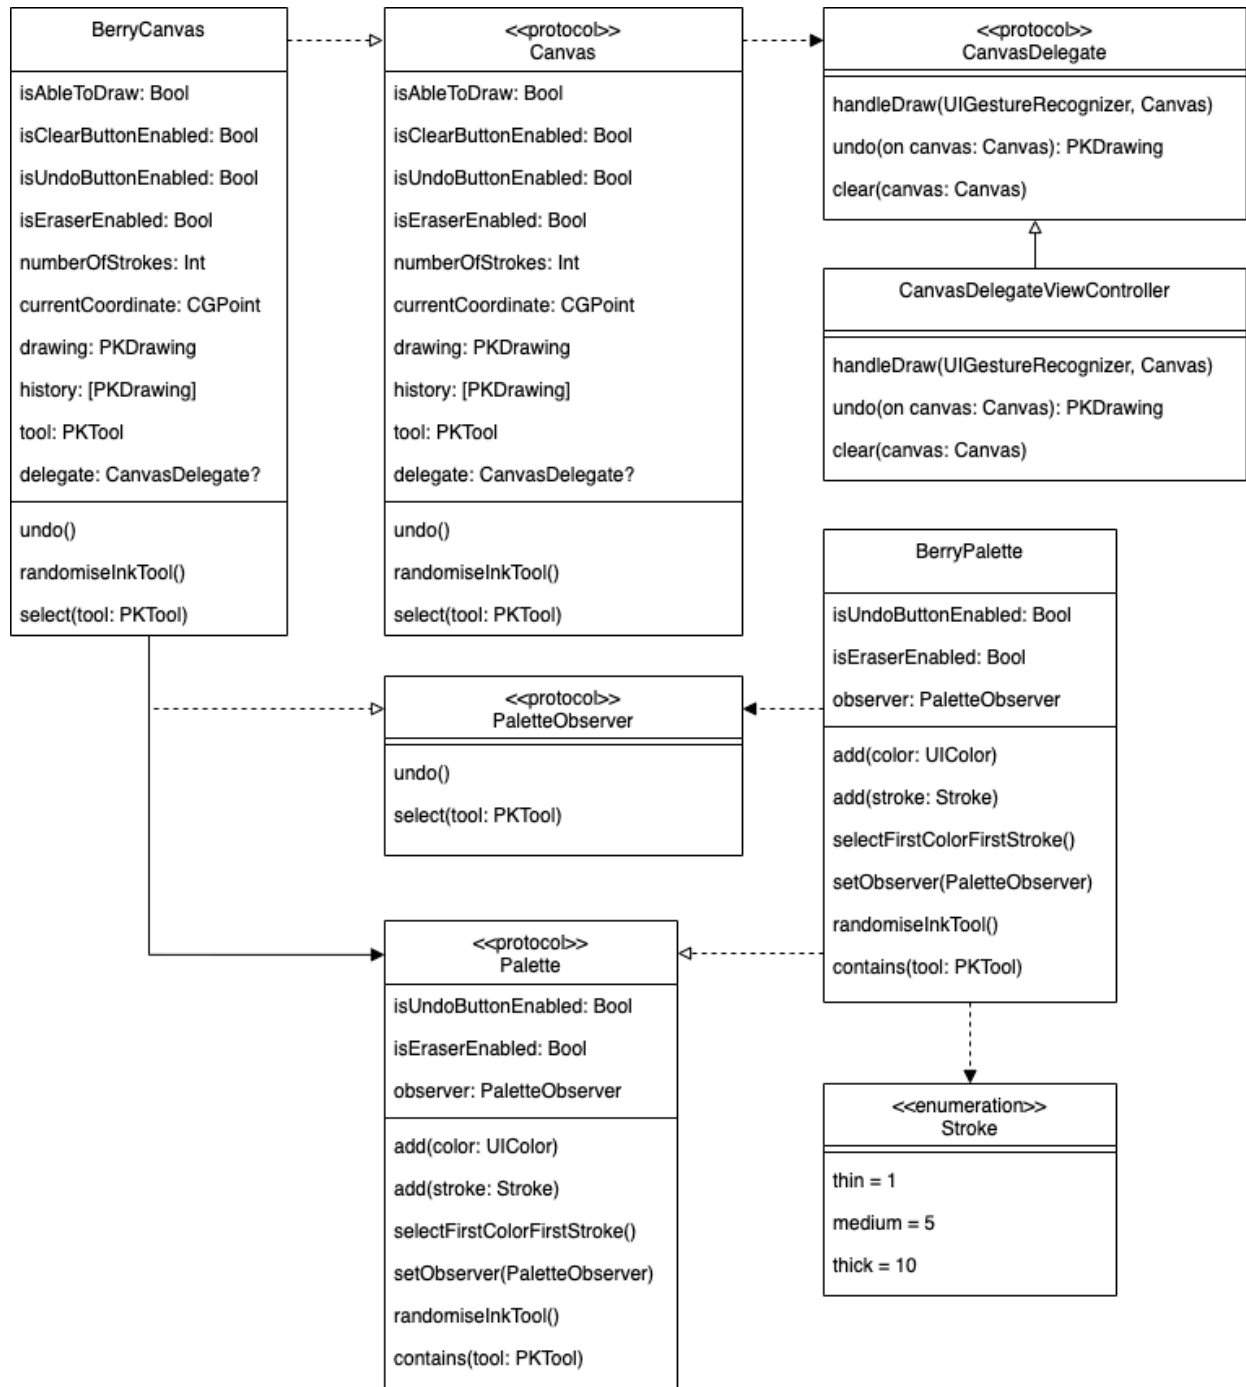 BerryCanvas
isAbleToDraw: Bool
isClearButtonEnabled: Bool
isUndoButtonEnabled: Bool
isEraserEnabled: Bool
numberOfStrokes: Int
currentCoordinate: CGPoint
drawing: PKDrawing
history: [PKDrawing]
tool: PKTool
delegate: CanvasDelegate?
undo()
randomiseInkTool()
select(tool: PKTool)
<<protocol>>
Canvas
isAbleToDraw: Bool
isClearButtonEnabled: Bool
isUndoButtonEnabled: Bool
isEraserEnabled: Bool
numberOfStrokes: Int
currentCoordinate: CGPoint
drawing: PKDrawing
history: [PKDrawing]
tool: PKTool
delegate: CanvasDelegate?
undo()
randomiseInkTool()
select(tool: PKTool)
<<protocol>>
CanvasDelegate
handleDraw(UIGestureRecognizer, Canvas)
undo(on canvas: Canvas): PKDrawing
clear(canvas: Canvas)
CanvasDelegateViewController
handleDraw(UIGestureRecognizer, Canvas)
undo(on canvas: Canvas): PKDrawing
clear(canvas: Canvas)
<<protocol>>
PaletteObserver
undo()
select(tool: PKTool)
BerryPalette
isUndoButtonEnabled: Bool
isEraserEnabled: Bool
observer: PaletteObserver
add(color: UIColor)
add(stroke: Stroke)
selectFirstColorFirstStroke()
setObserver(PaletteObserver)
randomiseInkTool()
contains(tool: PKTool)
<<protocol>>
Palette
isUndoButtonEnabled: Bool
isEraserEnabled: Bool
observer: PaletteObserver
add(color: UIColor)
add(stroke: Stroke)
selectFirstColorFirstStroke()
setObserver(PaletteObserver)
randomiseInkTool()
contains(tool: PKTool)
<<enumeration>>
Stroke
thin = 1
medium = 5
thick = 10